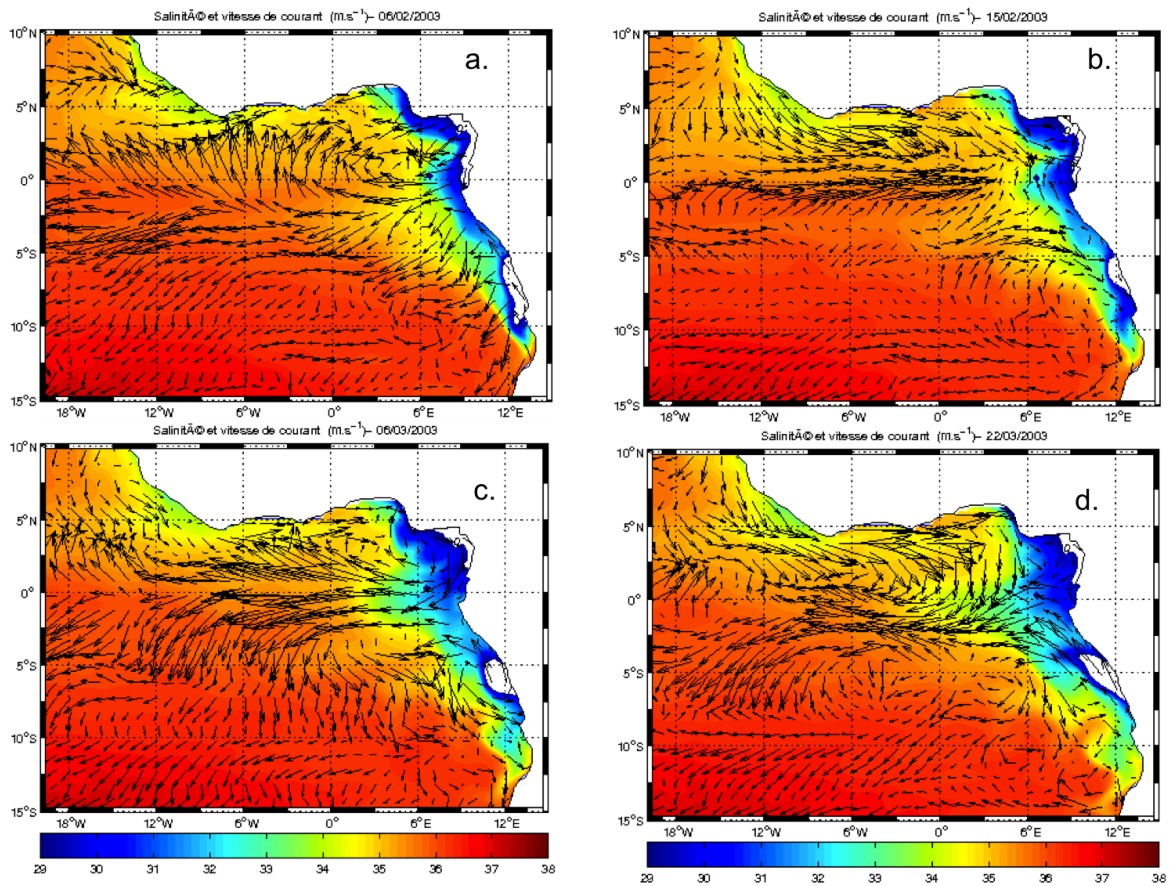 SalinitÃ© et vitesse de courant (m.s⁻¹)– 06/02/2003
a.
10°N
5°N
0°
5°S
10°S
15°S
18°W 12°W 6°W 0° 6°E 12°E
SalinitÃ© et vitesse de courant (m.s⁻¹)– 15/02/2003
b.
10°N
5°N
0°
5°S
10°S
15°S
18°W 12°W 6°W 0° 6°E 12°E
SalinitÃ© et vitesse de courant (m.s⁻¹)– 06/03/2003
c.
10°N
5°N
0°
5°S
10°S
15°S
18°W 12°W 6°W 0° 6°E 12°E
29 30 31 32 33 34 35 36 37 38
SalinitÃ© et vitesse de courant (m.s⁻¹)– 22/03/2003
d.
10°N
5°N
0°
5°S
10°S
15°S
18°W 12°W 6°W 0° 6°E 12°E
29 30 31 32 33 34 35 36 37 38